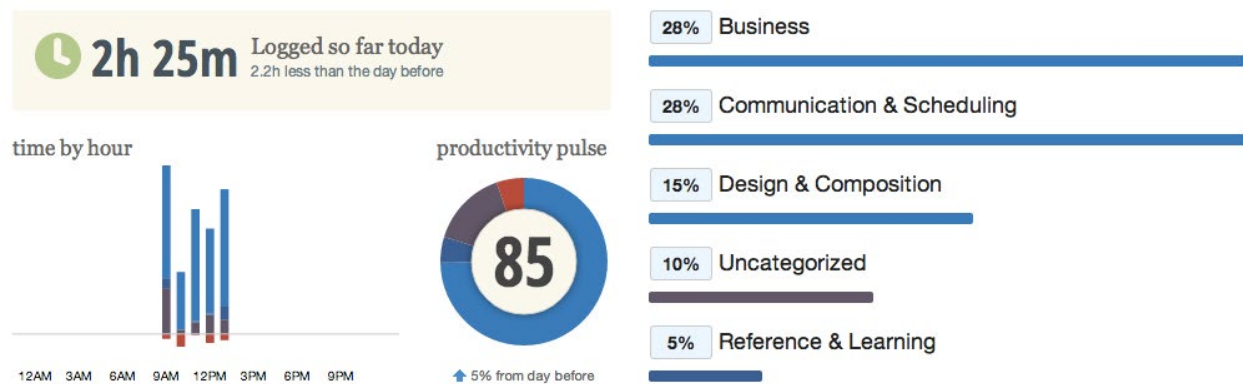 2h 25m
Logged so far today
2.2h less than the day before
time by hour
12AM 3AM 6AM 9AM 12PM 3PM 6PM 9PM
productivity pulse
85
5% from day before
28% Business
28% Communication & Scheduling
15% Design & Composition
10% Uncategorized
5% Reference & Learning